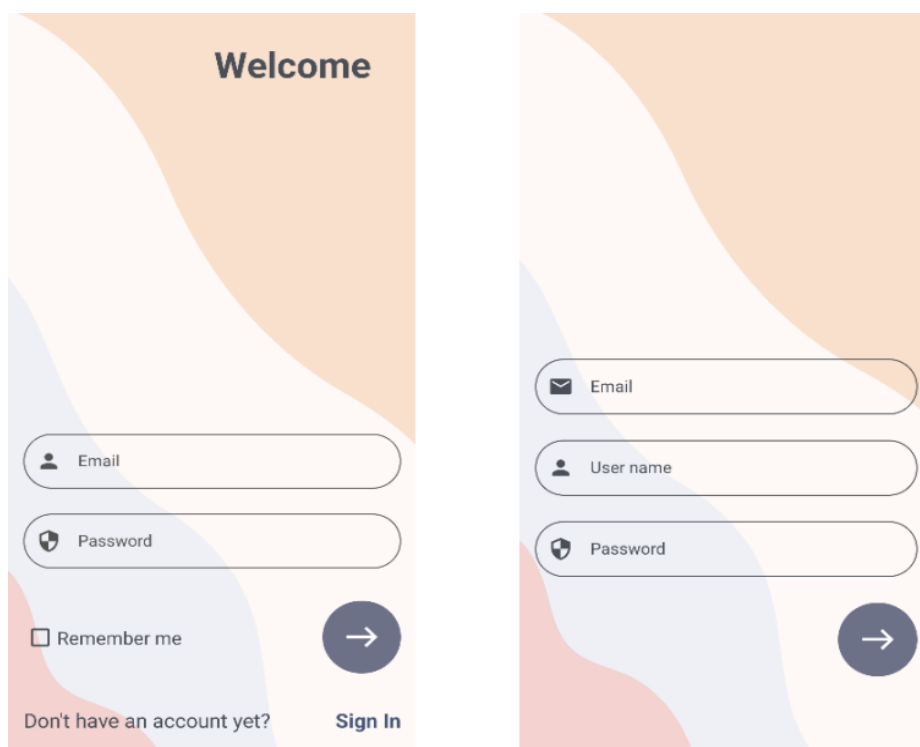 Welcome
Email
Password
Remember me
Don't have an account yet?
Sign In
Email
User name
Password